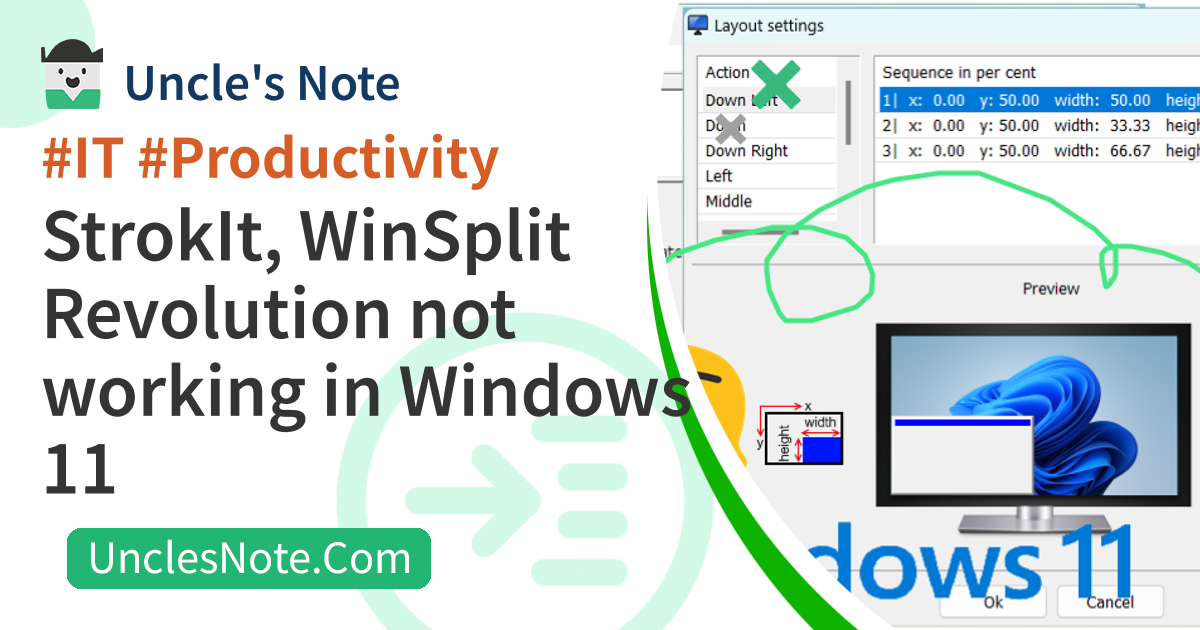 Uncle's Note
#IT #Productivity
StrokIt, WinSplit
Revolution not
working in Windows
11
UnclesNote.Com
Layout settings
Action
Down Left
Down
Down Right
Left
Middle
Sequence in per cent
1| x: 0.00 y: 50.00 width: 50.00
2| x: 0.00 y: 50.00 width: 33.33
3| x: 0.00 y: 50.00 width: 66.67
Preview
x
y
width
height
dows 11
Ok
Cancel